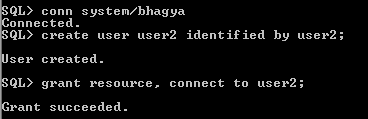 SQL> conn system/bhagya
Connected.
SQL> create user user2 identified by user2;
User created.
SQL> grant resource, connect to user2;
Grant succeeded.